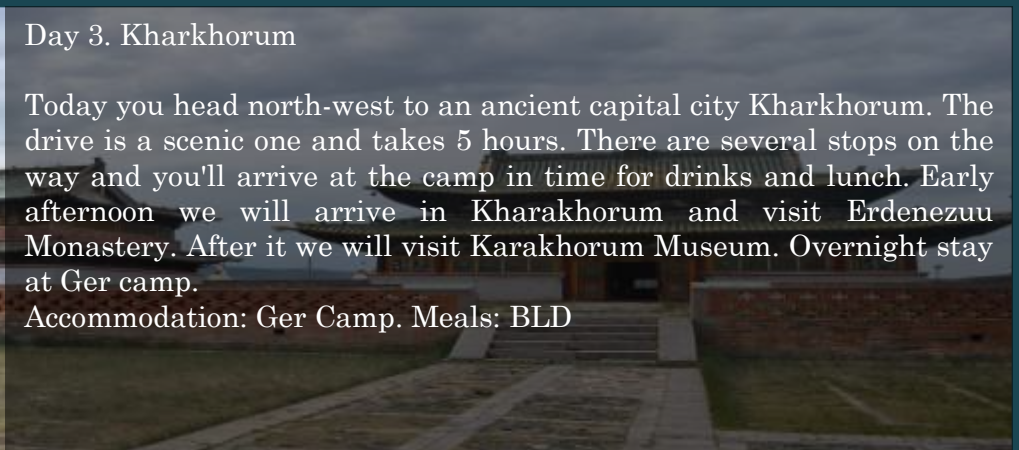 Day 3. Kharkhorum
Today you head north-west to an ancient capital city Kharkhorum. The
drive is a scenic one and takes 5 hours. There are several stops on the
way and you'll arrive at the camp in time for drinks and lunch. Early
afternoon we will arrive in Kharakhorum and visit Erdenezuu
Monastery. After it we will visit Karakhorum Museum. Overnight stay
at Ger camp.
Accommodation: Ger Camp. Meals: BLD